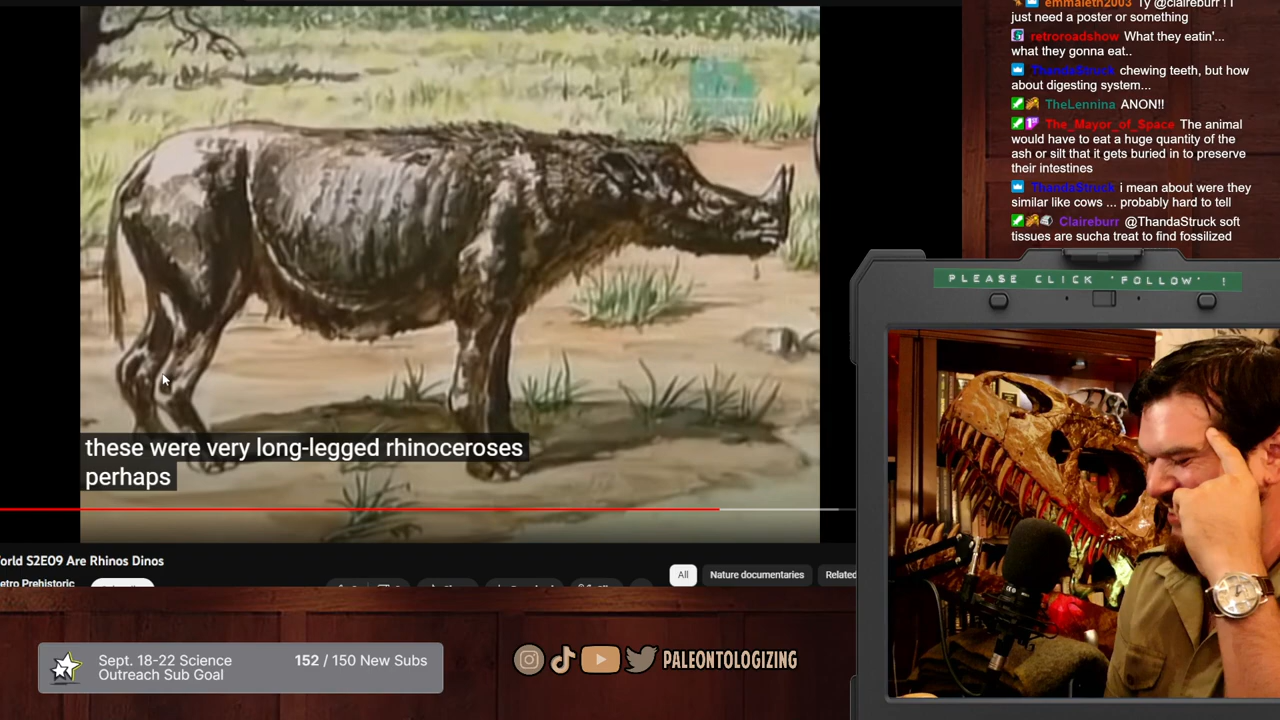 emmaleth2003 Ty @claireburr ! I
just need a poster or something
retroroadshow What they eatin'...
what they gonna eat..
ThandaStruck chewing teeth, but how
about digesting system...
TheLennina ANON!!
The_Mayor_of_Space The animal
would have to eat a huge quantity of the
ash or silt that it gets buried in to preserve
their intestines
ThandaStruck i mean about were they
similar like cows ... probably hard to tell
Claireburr @ThandaStruck soft
tissues are sucha treat to find fossilized
PLEASE CLICK "FOLLOW" !
these were very long-legged rhinoceroses
perhaps
orld S2E09 Are Rhinos Dinos
etro Prehistoric
All Nature documentaries Related
Sept. 18-22 Science 152 / 150 New Subs
Outreach Sub Goal
PALEONTOLOGIZING